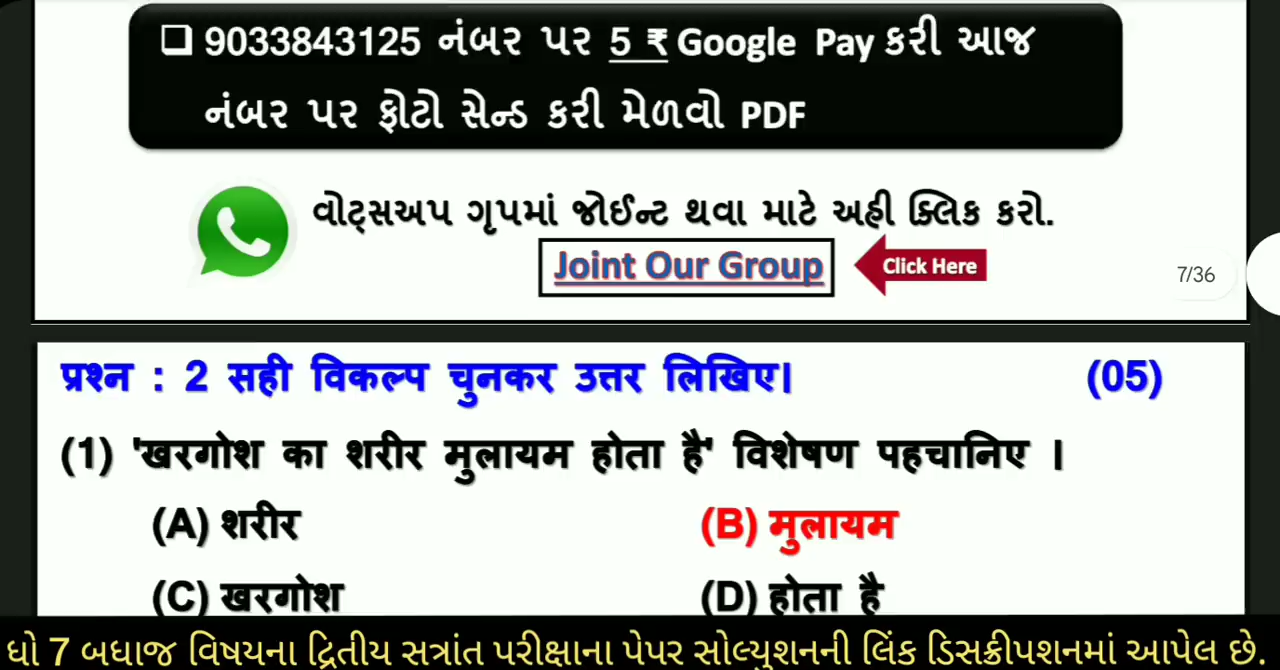 ❑ 9033843125 નંબર પર 5 ₹ Google Pay કરી આજ
નંબર પર ફોટો સેન્ડ કરી મેળવો PDF
વોટ્સઅપ ગૃપમાં જોઈન્ટ થવા માટે અહી ક્લિક કરો.
Joint Our Group
Click Here
7/36
प्रश्न : 2 सही विकल्प चुनकर उत्तर लिखिए। (05)
(1) 'खरगोश का शरीर मुलायम होता है' विशेषण पहचानिए ।
(A) शरीर (B) मुलायम
(C) खरगोश (D) होता है
ધો 7 બધાજ વિષયના દ્વિતીય સત્રાંત પરીક્ષાના પેપર સોલ્યુશનની લિંક ડિસક્રીપશનમાં આપેલ છે.